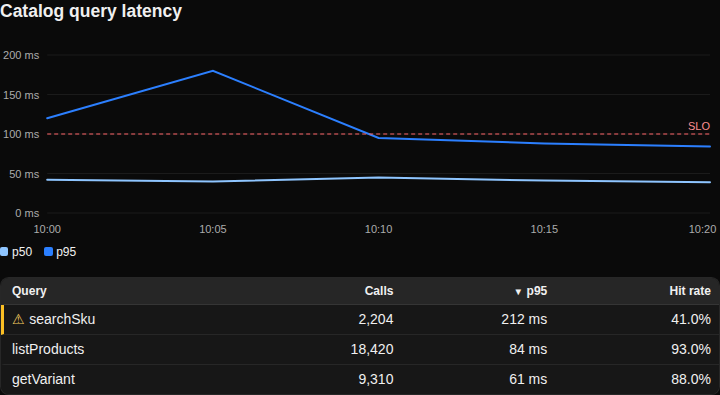 Catalog query latency
200 ms
150 ms
100 ms
SLO
50 ms
0 ms
10:00 10:05 10:10 10:15 10:20
p50 p95
Query Calls ▼ p95 Hit rate
⚠ searchSku 2,204 212 ms 41.0%
listProducts 18,420 84 ms 93.0%
getVariant 9,310 61 ms 88.0%